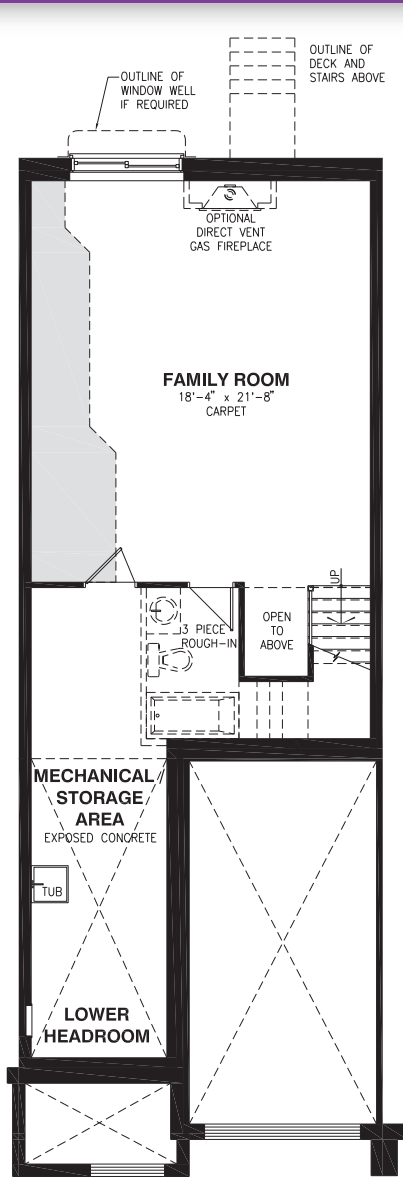 OUTLINE OF
DECK AND
STAIRS ABOVE
OUTLINE OF
WINDOW WELL
IF REQUIRED
OPTIONAL
DIRECT VENT
GAS FIREPLACE
FAMILY ROOM
18'-4" x 21'-8"
CARPET
UP
3 PIECE
ROUGH-IN
OPEN
TO
ABOVE
MECHANICAL /
STORAGE
AREA
EXPOSED CONCRETE
TUB
LOWER
HEADROOM